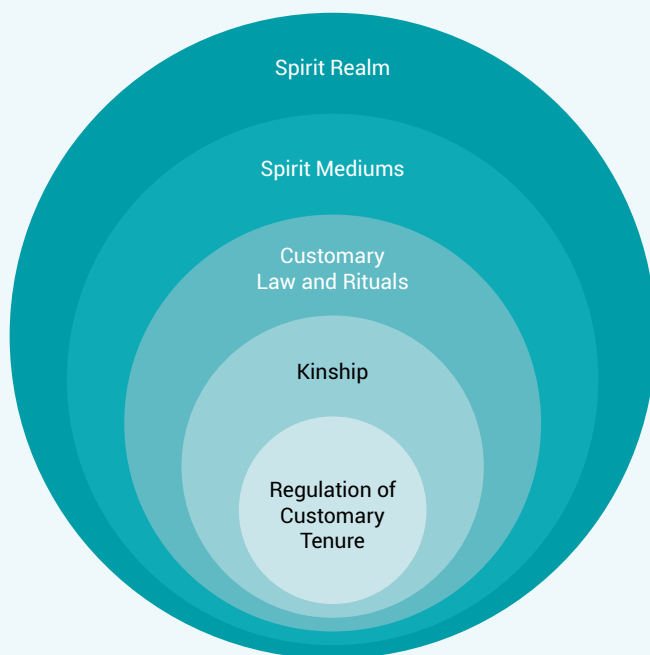 Spirit Realm
Spirit Mediums
Customary
Law and Rituals
Kinship
Regulation of
Customary
Tenure